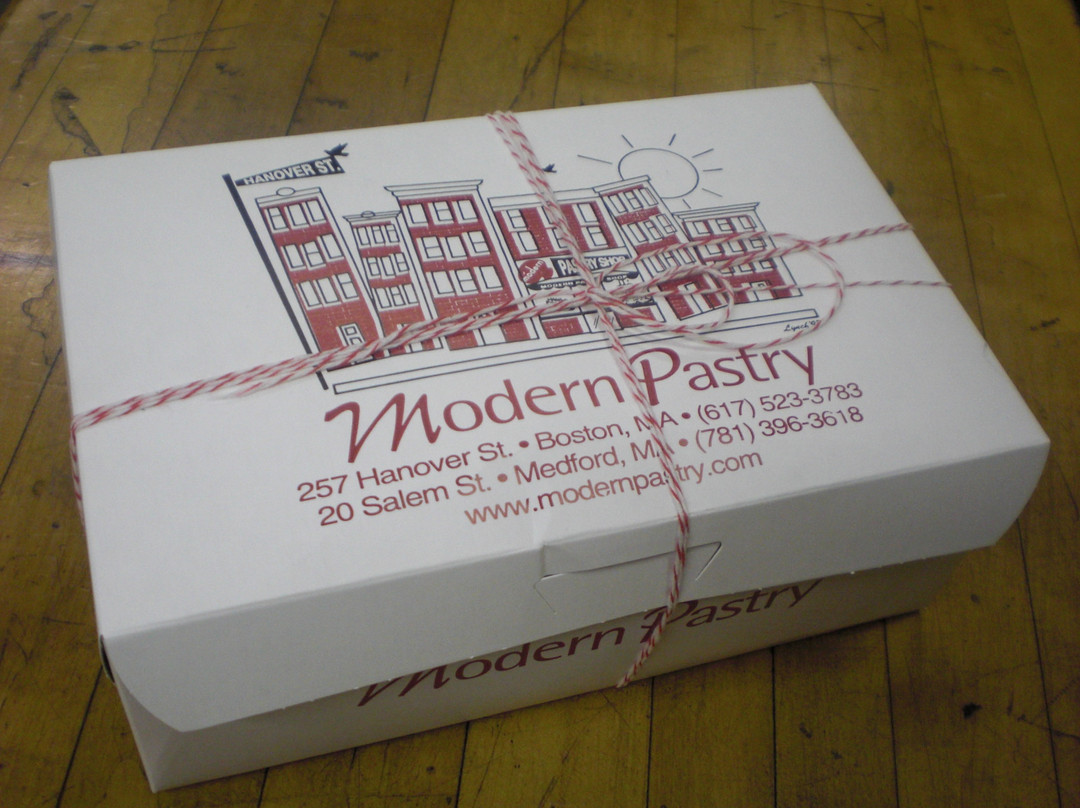 HANOVER ST.
PASTRY SHOP
Modern Pastry
257 Hanover St. • Boston, MA • (617) 523-3783
20 Salem St. • Medford, MA • (781) 396-3618
www.modernpastry.com
Modern Pastry